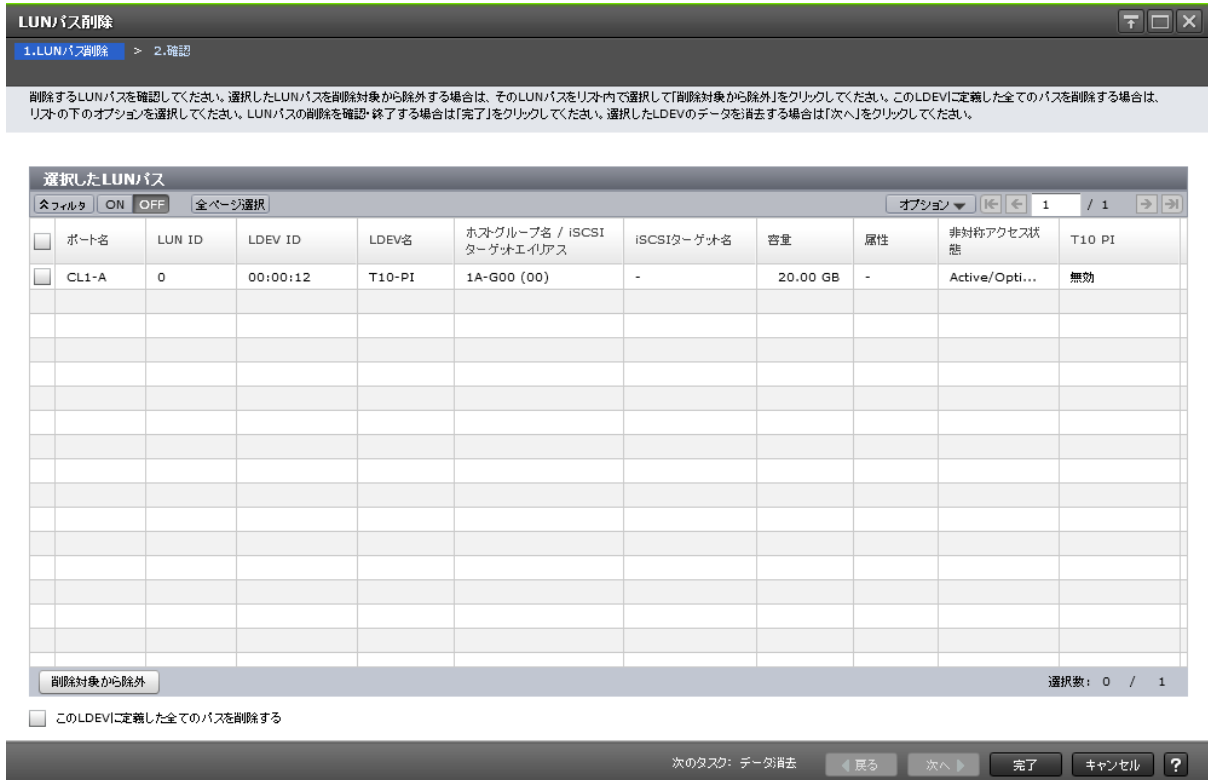 LUNパス削除
1.LUNパス削除 > 2.確認
削除するLUNパスを確認してください。選択したLUNパスを削除対象から除外する場合は、そのLUNパスをリスト内で選択して「削除対象から除外」をクリックしてください。このLDEVに定義した全てのパスを削除する場合は、
リストの下のオプションを選択してください。LUNパスの削除を確認・終了する場合は「完了」をクリックしてください。選択したLDEVのデータを消去する場合は「次へ」をクリックしてください。
選択したLUNパス
フィルタ ON OFF 全ページ選択 オプション 1 / 1
ポート名 LUN ID LDEV ID LDEV名 ホストグループ名 / iSCSI ターゲットエイリアス iSCSIターゲット名 容量 属性 非対称アクセス状態 T10 PI
CL1-A 0 00:00:12 T10-PI 1A-G00 (00) - 20.00 GB - Active/Opti... 無効
削除対象から除外 選択数: 0 / 1
このLDEVに定義した全てのパスを削除する
次のタスク: データ消去 戻る 次へ 完了 キャンセル ?